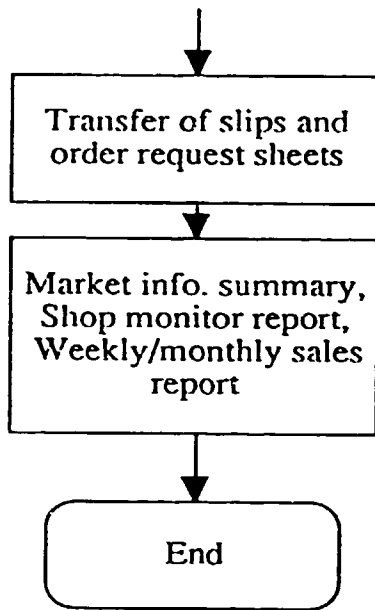 Transfer of slips and
order request sheets
Market info. summary,
Shop monitor report,
Weekly/monthly sales
report
End